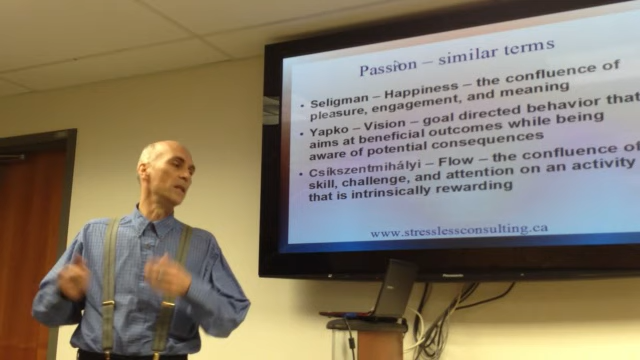 Passion – similar terms
• Seligman – Happiness – the confluence of
pleasure, engagement, and meaning
• Yapko – Vision – goal directed behavior that
aims at beneficial outcomes while being
aware of potential consequences
• Csíkszentmihályi – Flow – the confluence of
skill, challenge, and attention on an activity
that is intrinsically rewarding
www.stresslessconsulting.ca
Panasonic